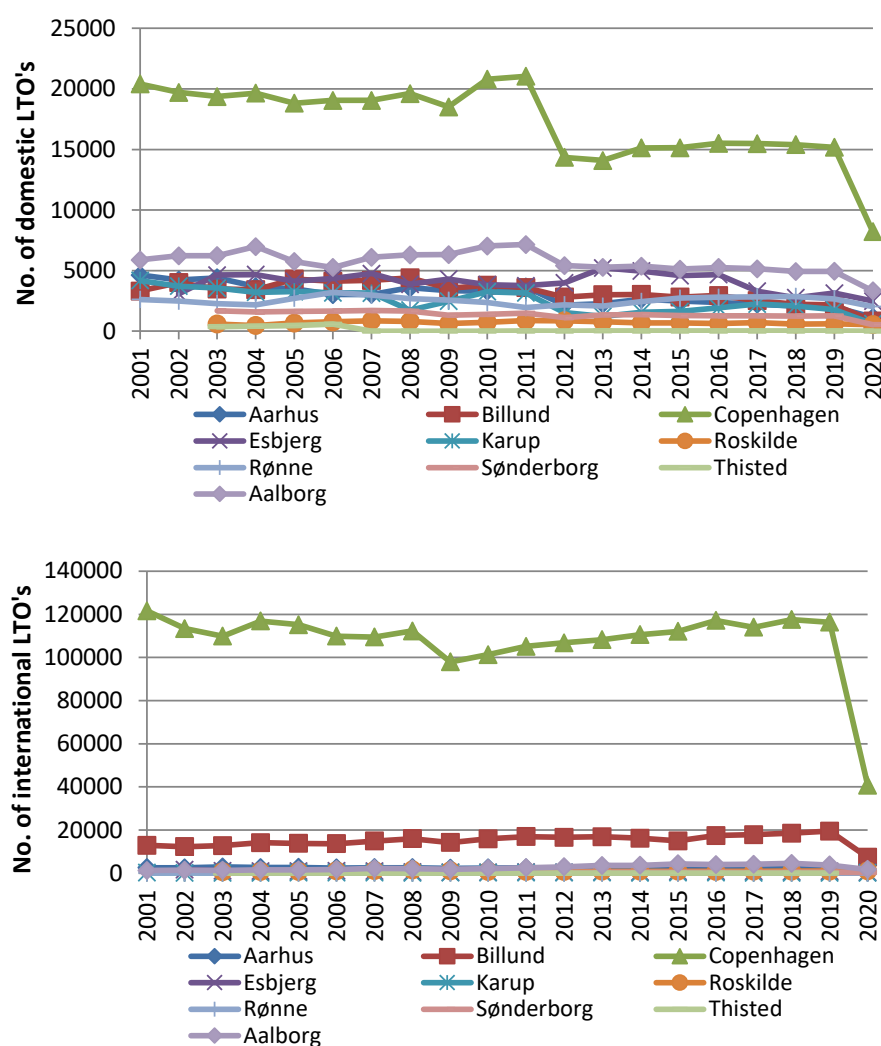 No. of domestic LTO's
25000
20000
15000
10000
5000
0
2001 2002 2003 2004 2005 2006 2007 2008 2009 2010 2011 2012 2013 2014 2015 2016 2017 2018 2019 2020
Aarhus Billund Copenhagen
Esbjerg Karup Roskilde
Rønne Sønderborg Thisted
Aalborg
No. of international LTO's
140000
120000
100000
80000
60000
40000
20000
0
2001 2002 2003 2004 2005 2006 2007 2008 2009 2010 2011 2012 2013 2014 2015 2016 2017 2018 2019 2020
Aarhus Billund Copenhagen
Esbjerg Karup Roskilde
Rønne Sønderborg Thisted
Aalborg